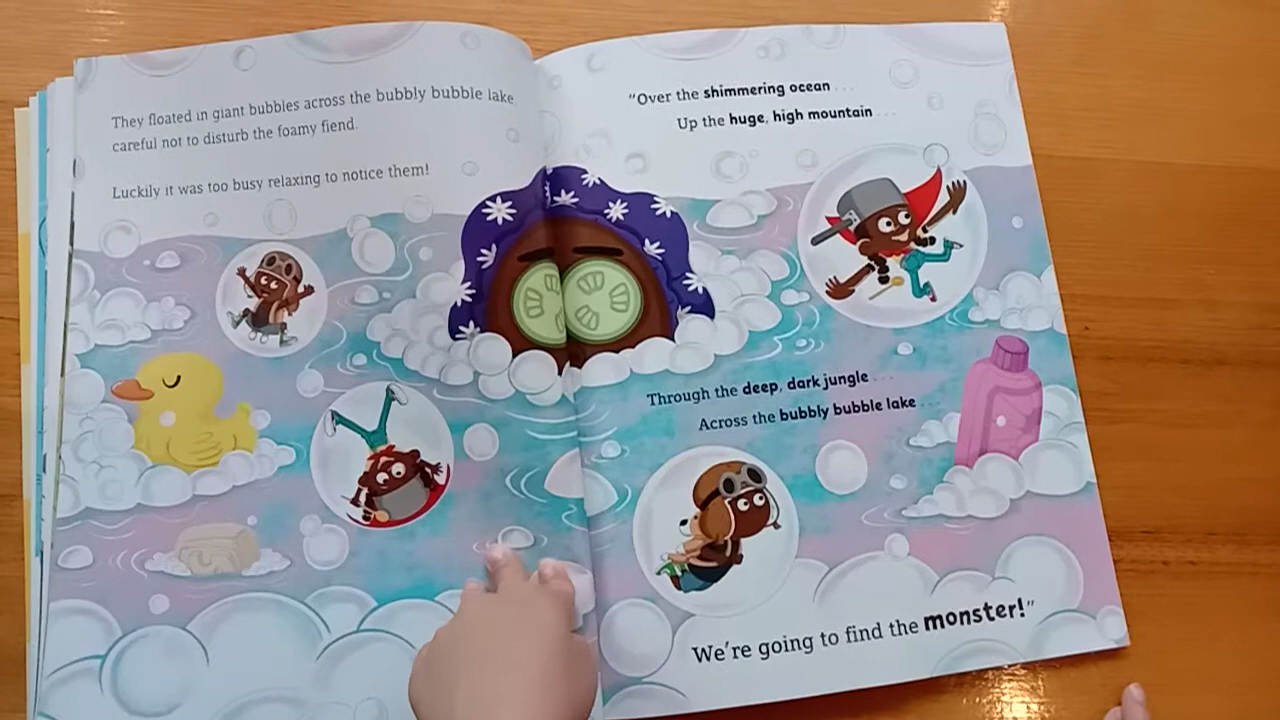 They floated in giant bubbles across the bubbly bubble lake
careful not to disturb the foamy fiend.
Luckily it was too busy relaxing to notice them!
“Over the shimmering ocean . . .
Up the huge, high mountain . . .
Through the deep, dark jungle . . .
Across the bubbly bubble lake . . .
We’re going to find the monster!”